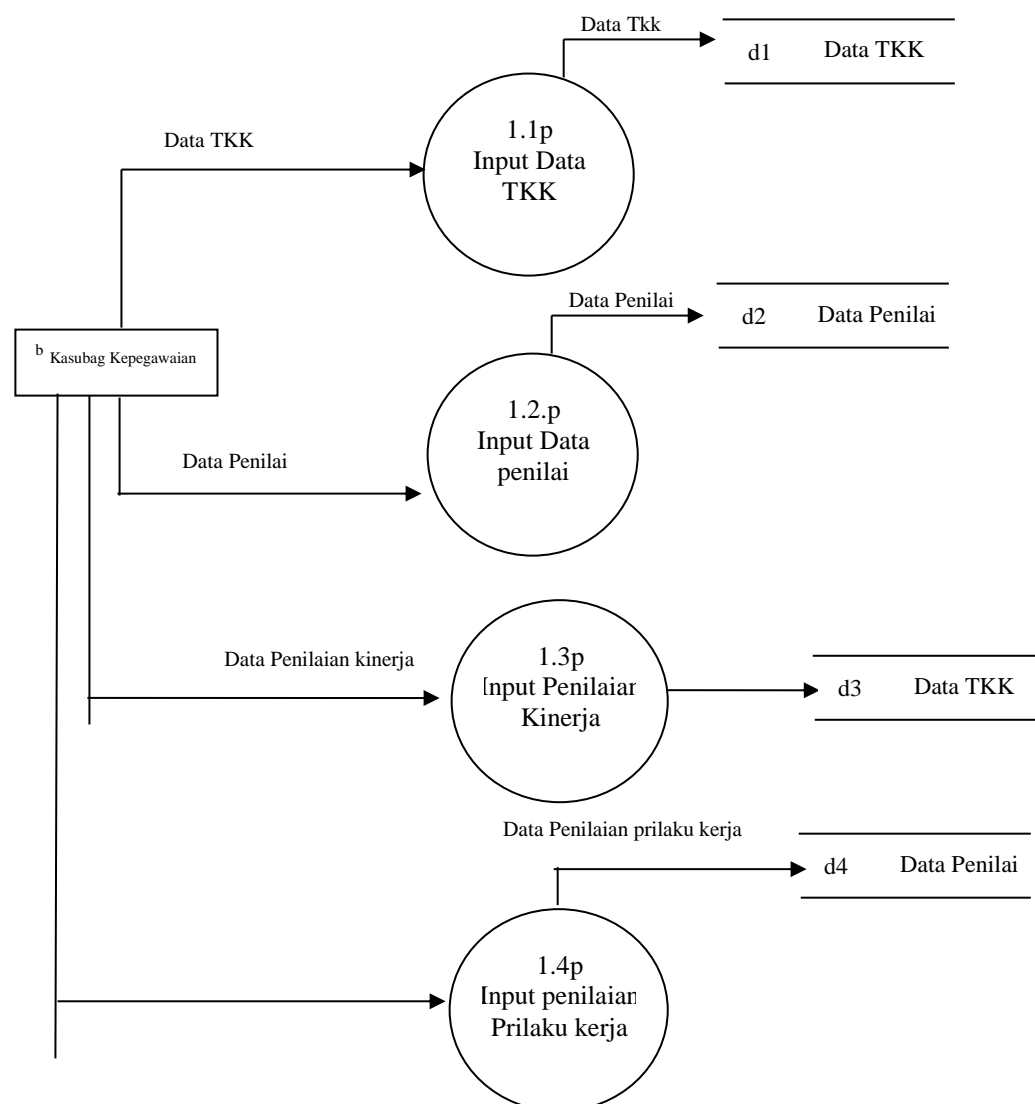 Data Tkk
d1 Data TKK
1.1p
Input Data
TKK
Data TKK
Data Penilai
d2 Data Penilai
b Kasubag Kepegawaian
1.2.p
Input Data
penilai
Data Penilai
1.3p
Input Penilaian
Kinerja
Data Penilaian kinerja
d3 Data TKK
Data Penilaian prilaku kerja
d4 Data Penilai
1.4p
Input penilaian
Prilaku kerja